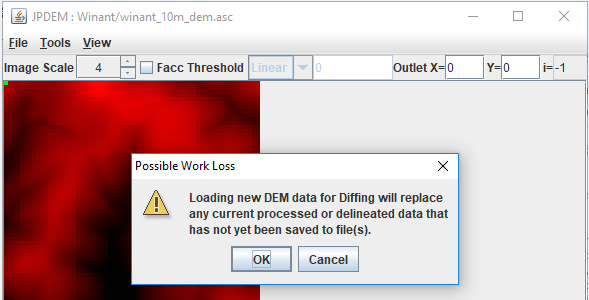 JPDEM : Winant/winant_10m_dem.asc
File Tools View
Image Scale 4 Facc Threshold Linear 0 Outlet X= 0 Y= 0 i= -1
Possible Work Loss
Loading new DEM data for Diffing will replace
any current processed or delineated data that
has not yet been saved to file(s).
OK Cancel